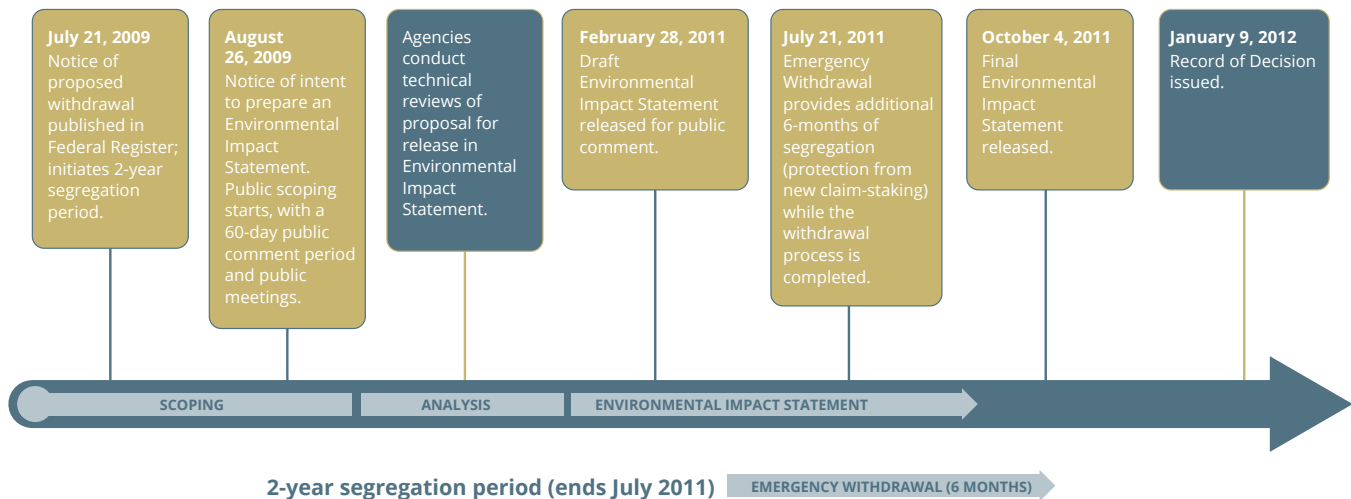 July 21, 2009
Notice of
proposed
withdrawal
published in
Federal Register;
initiates 2-year
segregation
period.
August
26, 2009
Notice of intent
to prepare an
Environmental
Impact
Statement.
Public scoping
starts, with a
60-day public
comment period
and public
meetings.
Agencies
conduct
technical
reviews of
proposal for
release in
Environmental
Impact
Statement.
February 28, 2011
Draft
Environmental
Impact Statement
released for public
comment.
July 21, 2011
Emergency
Withdrawal
provides additional
6-months of
segregation
(protection from
new claim-staking)
while the
withdrawal
process is
completed.
October 4, 2011
Final
Environmental
Impact
Statement
released.
January 9, 2012
Record of Decision
issued.
SCOPING
ANALYSIS
ENVIRONMENTAL IMPACT STATEMENT
2-year segregation period (ends July 2011)
EMERGENCY WITHDRAWAL (6 MONTHS)